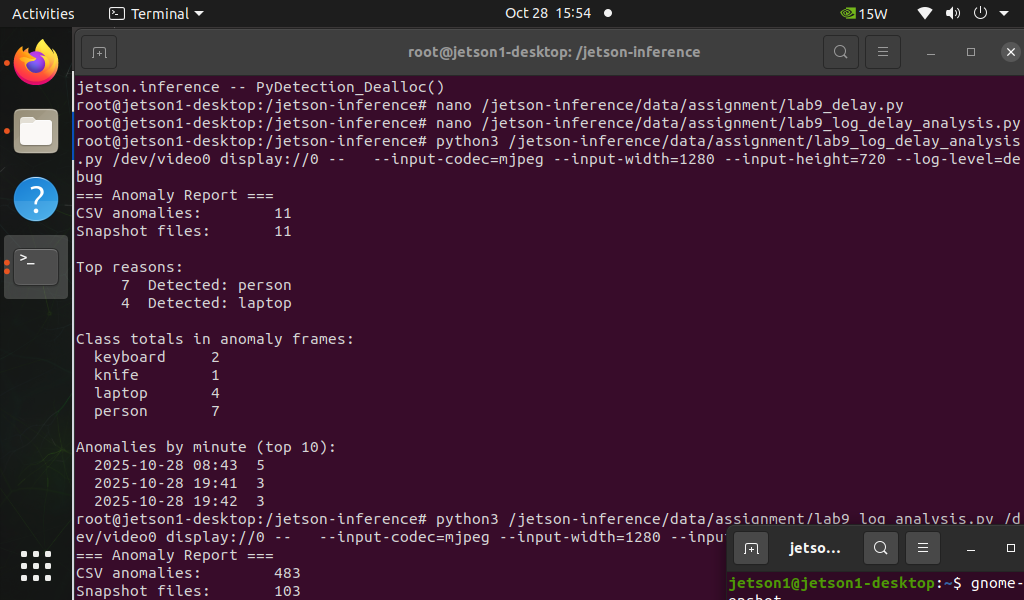 Activities
Terminal
Oct 28 15:54
15W
root@jetson1-desktop: /jetson-inference
jetson.inference -- PyDetection_Dealloc()
root@jetson1-desktop:/jetson-inference# nano /jetson-inference/data/assignment/lab9_delay.py
root@jetson1-desktop:/jetson-inference# nano /jetson-inference/data/assignment/lab9_log_delay_analysis.py
root@jetson1-desktop:/jetson-inference# python3 /jetson-inference/data/assignment/lab9_log_delay_analysis
.py /dev/video0 display://0 --   --input-codec=mjpeg --input-width=1280 --input-height=720 --log-level=de
bug
=== Anomaly Report ===
CSV anomalies:        11
Snapshot files:       11
Top reasons:
     7  Detected: person
     4  Detected: laptop
Class totals in anomaly frames:
  keyboard     2
  knife        1
  laptop       4
  person       7
Anomalies by minute (top 10):
  2025-10-28 08:43  5
  2025-10-28 19:41  3
  2025-10-28 19:42  3
root@jetson1-desktop:/jetson-inference# python3 /jetson-inference/data/assignment/lab9_log_analysis.py /d
ev/video0 display://0 --   --input-codec=mjpeg --input-width=1280 --inpu
=== Anomaly Report ===
CSV anomalies:        483
Snapshot files:       103
jetso...
jetson1@jetson1-desktop:~$ gnome-